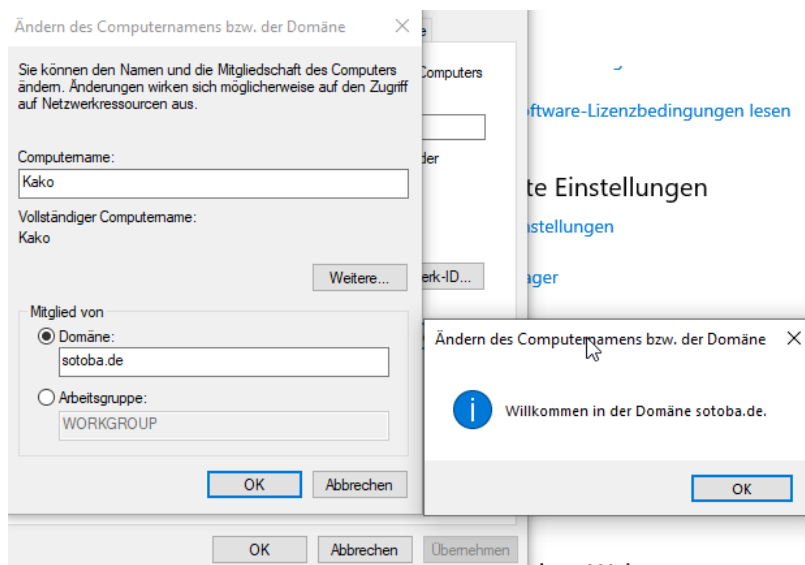 Ändern des Computernamens bzw. der Domäne
Sie können den Namen und die Mitgliedschaft des Computers
ändern. Änderungen wirken sich möglicherweise auf den Zugriff
auf Netzwerkressourcen aus.
Computername:
Kako
Vollständiger Computername:
Kako
Weitere...
Mitglied von
Domäne:
sotoba.de
Arbeitsgruppe:
WORKGROUP
OK Abbrechen
Computers
der
erk-ID...
OK Abbrechen Übernehmen
oftware-Lizenzbedingungen lesen
te Einstellungen
nstellungen
ager
Ändern des Computernamens bzw. der Domäne
Willkommen in der Domäne sotoba.de.
OK